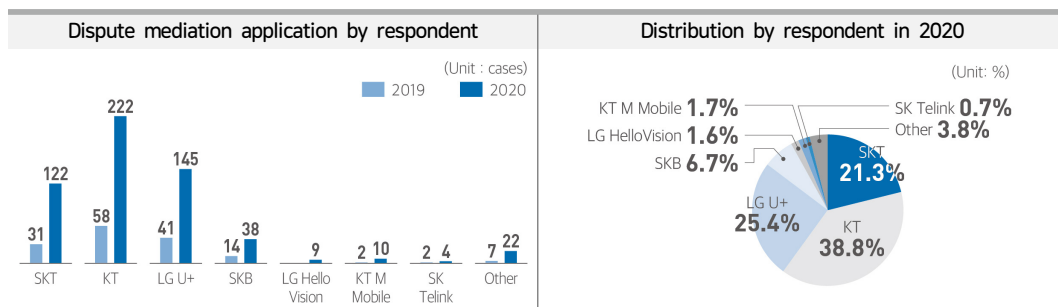 Dispute mediation application by respondent
(Unit : cases)
2019 2020
31 122
58 222
41 145
14 38
9
2 10
2 4
7 22
SKT
KT
LG U+
SKB
LG Hello
Vision
KT M
Mobile
SK
Telink
Other
Distribution by respondent in 2020
(Unit: %)
KT M Mobile 1.7%
LG HelloVision 1.6%
SKB 6.7%
SK Telink 0.7%
Other 3.8%
SKT
21.3%
LG U+
25.4%
KT
38.8%